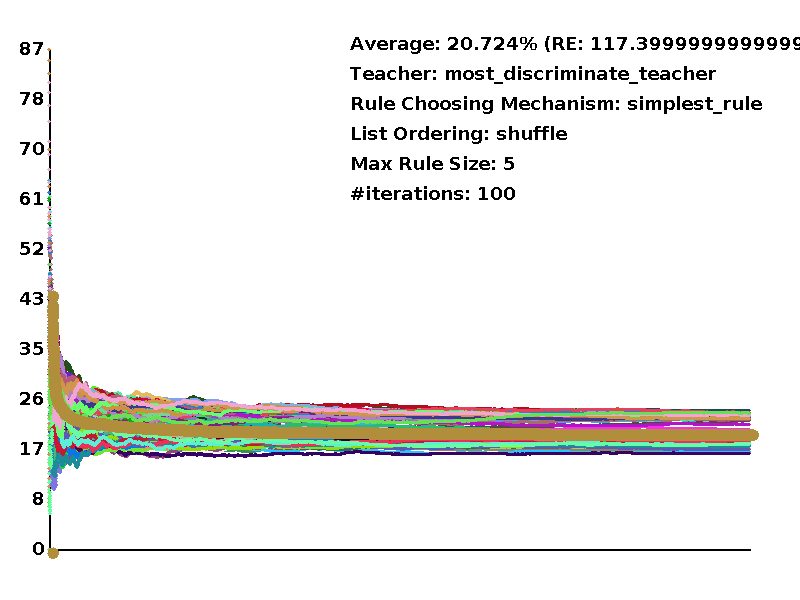 Average: 20.724% (RE: 117.3999999999999
Teacher: most_discriminate_teacher
Rule Choosing Mechanism: simplest_rule
List Ordering: shuffle
Max Rule Size: 5
#iterations: 100
87
78
70
61
52
43
35
26
17
8
0